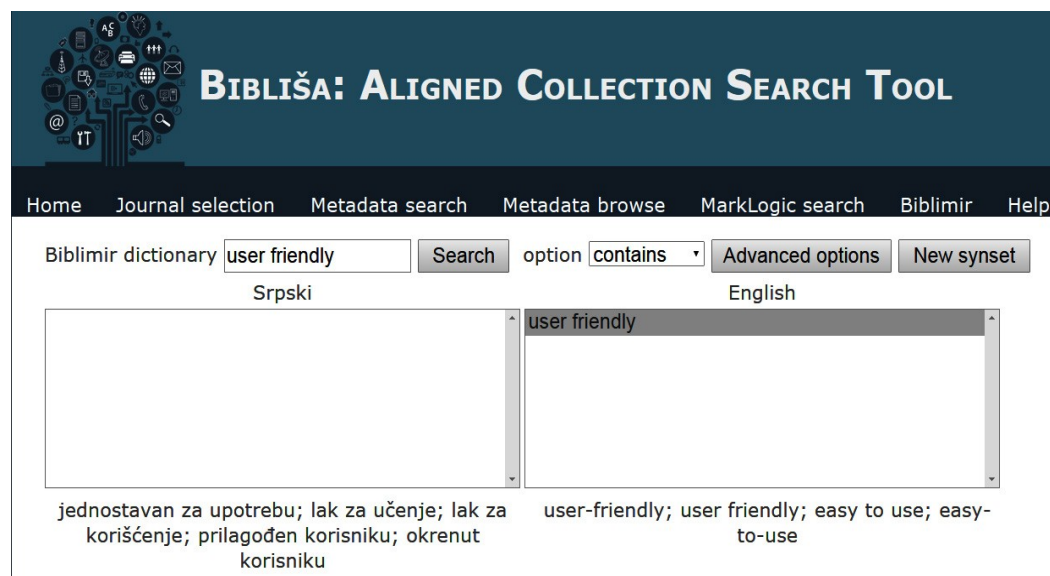 BIBLIŠA: ALIGNED COLLECTION SEARCH TOOL
Home Journal selection Metadata search Metadata browse MarkLogic search Biblimir Help
Biblimir dictionary user friendly Search option contains Advanced options New synset
Srpski English
user friendly
jednostavan za upotrebu; lak za učenje; lak za
korišćenje; prilagođen korisniku; okrenut
korisniku
user-friendly; user friendly; easy to use; easy-
to-use